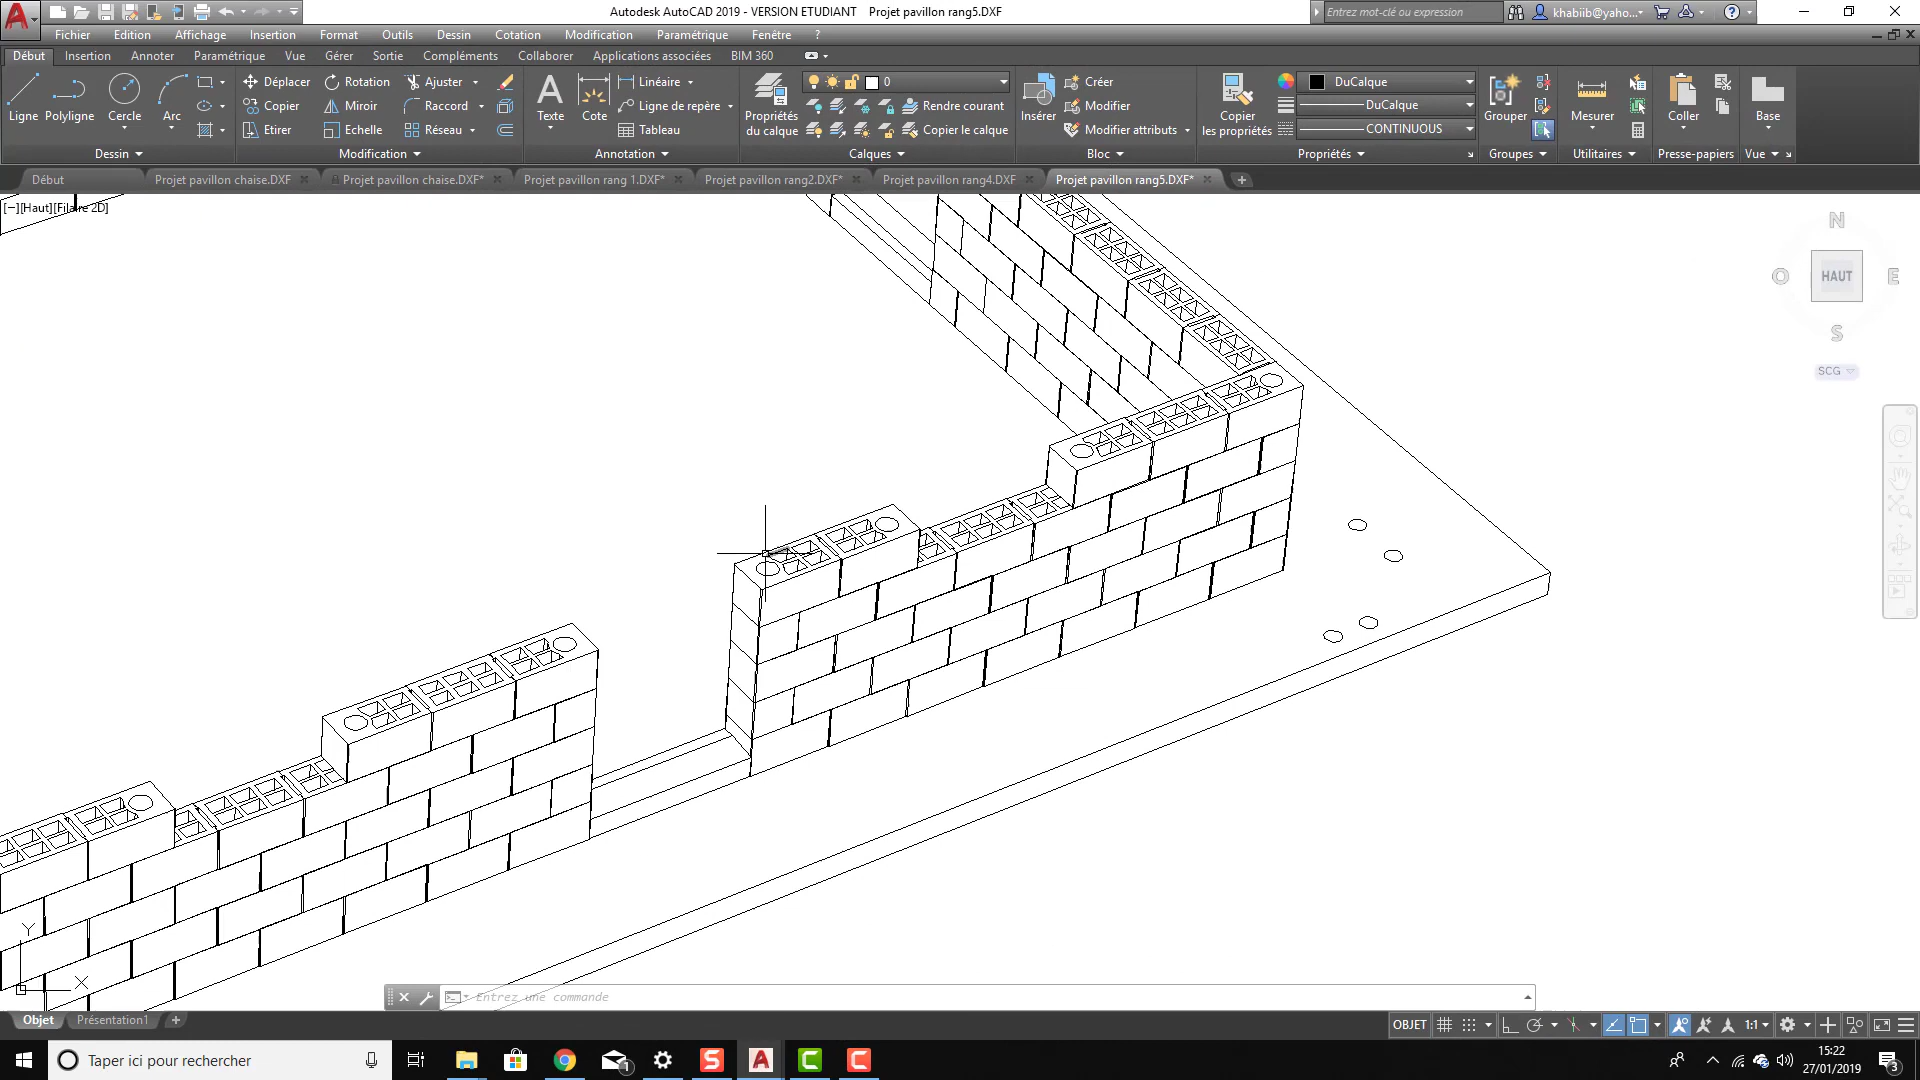 Autodesk AutoCAD 2019 - VERSION ETUDIANT Projet pavillon rang5.DXF
Entrez mot-clé ou expression
khabiib@yaho...
Fichier Edition Affichage Insertion Format Outils Dessin Cotation Modification Paramétrique Fenêtre ?
Début Insertion Annoter Paramétrique Vue Gérer Sortie Compléments Collaborer Applications associées BIM 360
Ligne Polyligne Cercle Arc
Dessin
Déplacer Rotation Ajuster
Copier Miroir Raccord
Etirer Echelle Réseau
Modification
Texte Cote
Linéaire
Ligne de repère
Tableau
Annotation
Propriétés
du calque
0
Rendre courant
Copier le calque
Calques
Insérer
Créer
Modifier
Modifier attributs
Bloc
Copier
les propriétés
DuCalque
DuCalque
CONTINUOUS
Propriétés
Grouper
Groupes
Mesurer
Utilitaires
Coller
Presse-papiers
Base
Vue
Début Projet pavillon chaise.DXF Projet pavillon chaise.DXF* Projet pavillon rang 1.DXF* Projet pavillon rang2.DXF* Projet pavillon rang4.DXF Projet pavillon rang5.DXF*
[−][Haut][Filaire 2D]
N
O HAUT E
S
SCG
Y
X
Entrez une commande
Objet Présentation1
OBJET
1:1
Taper ici pour rechercher
1
15:22
27/01/2019
3